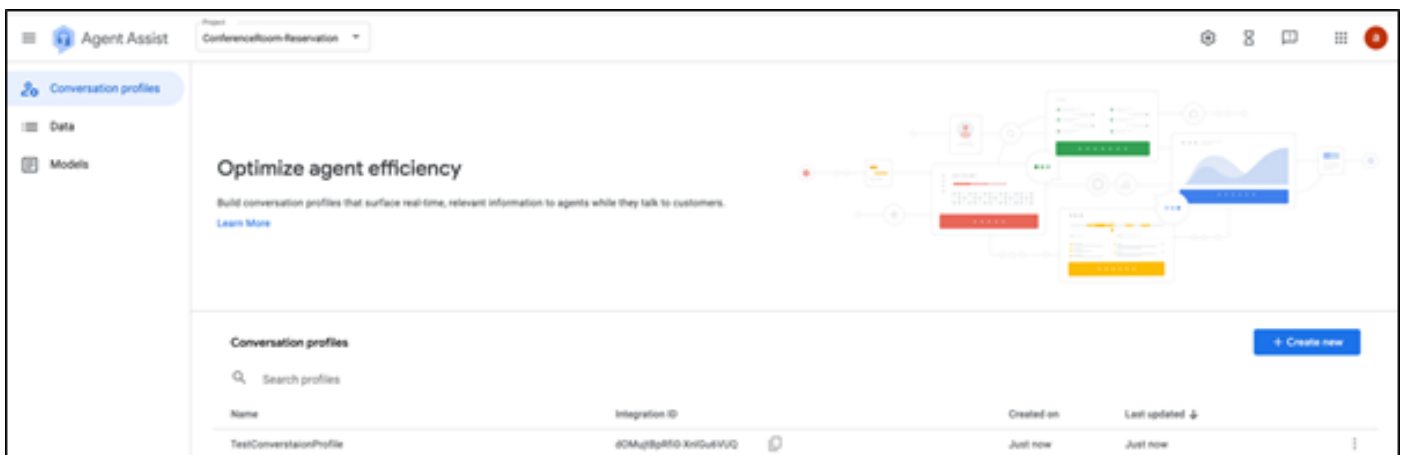 Project
Agent Assist
ConferenceRoom-Reservation
a
Conversation profiles
Data
Models
Optimize agent efficiency
Build conversation profiles that surface real-time, relevant information to agents while they talk to customers.
Learn More
Conversation profiles
+ Create new
Search profiles
Name Integration ID Created on Last updated
TestConverstaionProfile Just now Just now